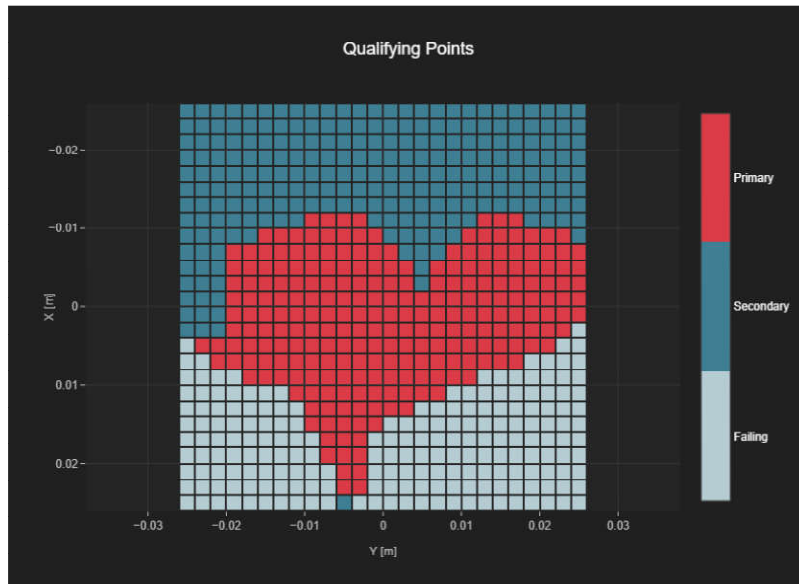 Qualifying Points
−0.02
−0.01
0
0.01
0.02
X [m]
−0.03
−0.02
−0.01
0
0.01
0.02
0.03
Y [m]
Primary
Secondary
Failing